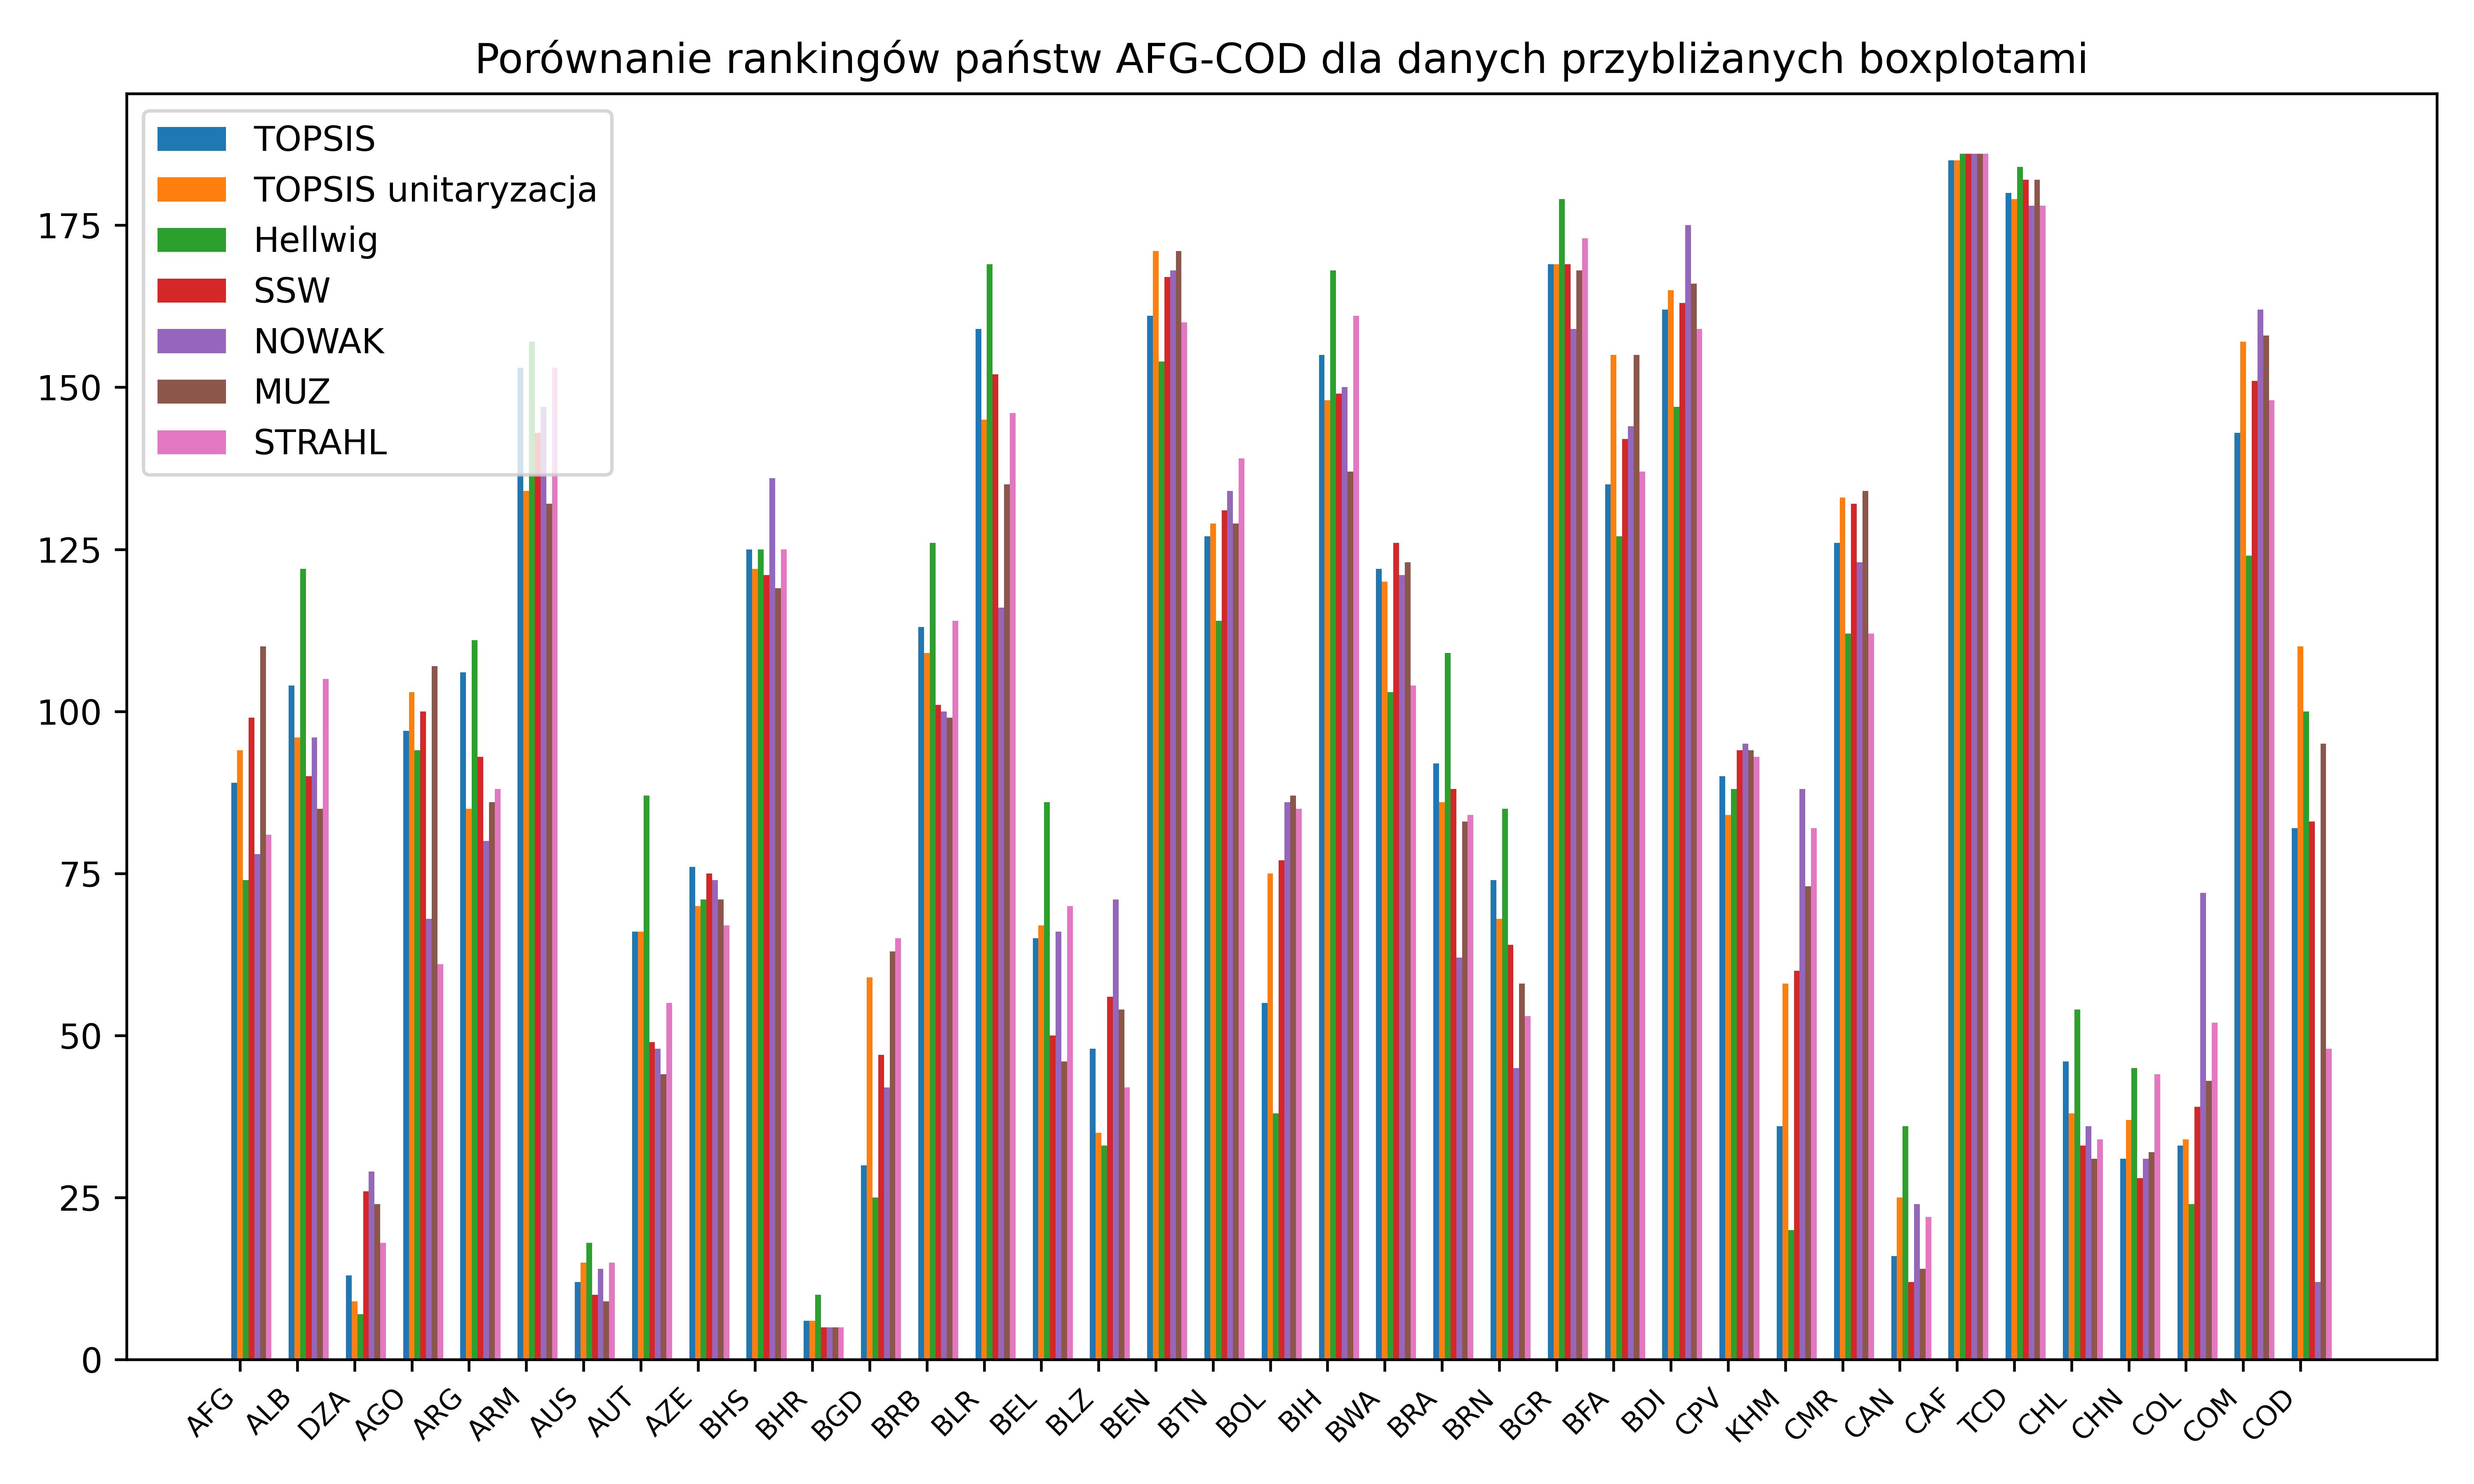 Porównanie rankingów państw AFG-COD dla danych przybliżanych boxplotami
TOPSIS
TOPSIS unitaryzacja
Hellwig
SSW
NOWAK
MUZ
STRAHL
175
150
125
100
75
50
25
0
AFG ALB DZA AGO ARG ARM AUS AUT AZE BHS BHR BGD BRB BLR BEL BLZ BEN BTN BOL BIH BWA BRA BRN BGR BFA BDI CPV KHM CMR CAN CAF TCD CHL CHN COL COM COD